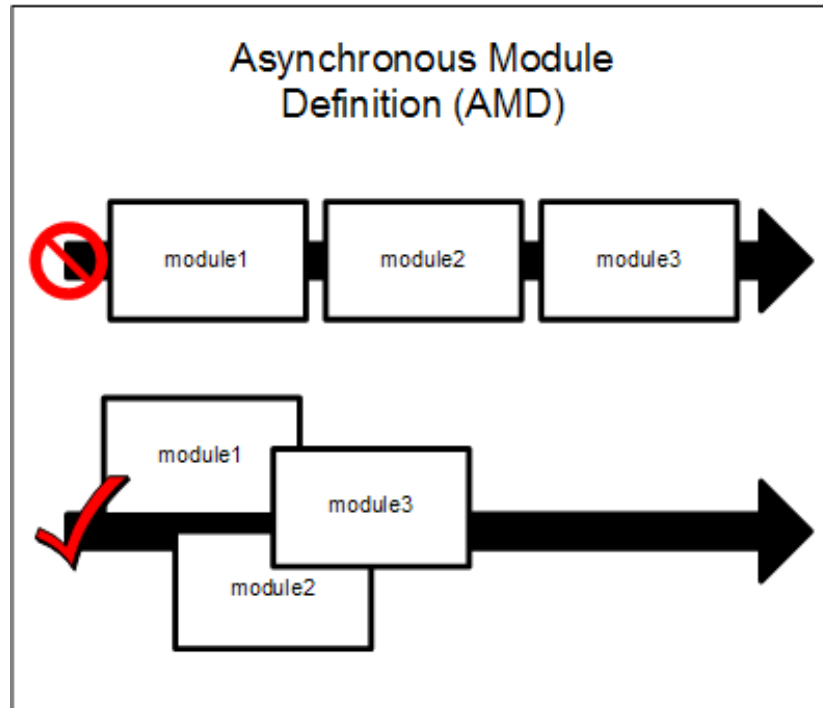 Asynchronous Module
Definition (AMD)
module1
module2
module3
module1
module3
module2